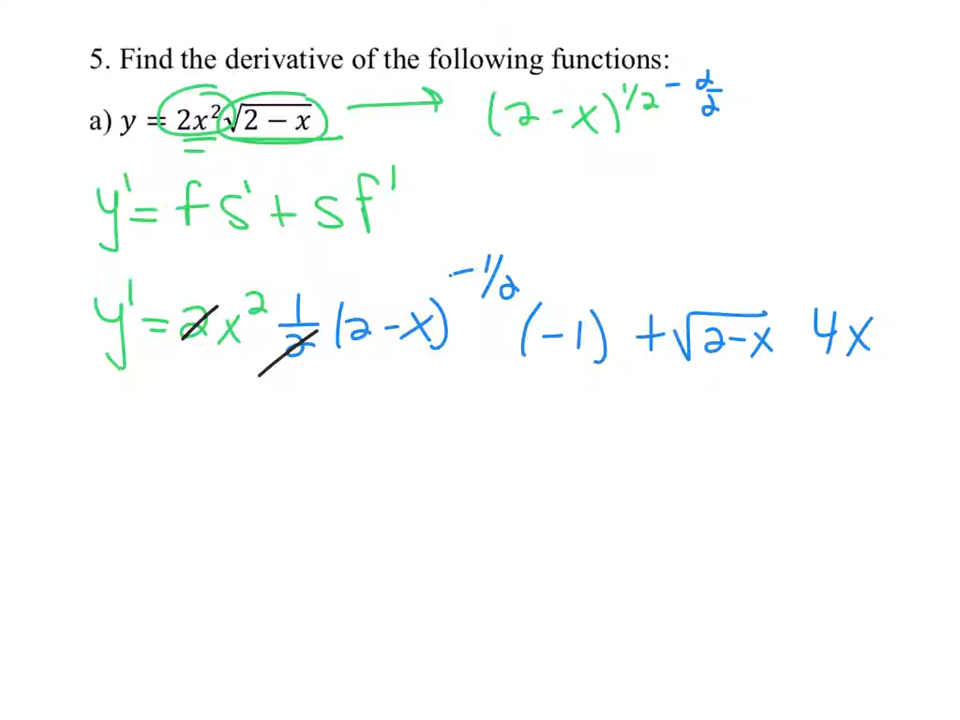 5. Find the derivative of the following functions:
a) y = 2x²√(2 − x) → (2 - x)^(1/2 - 2/2)
y' = fs' + sf'
y' = 2x² 1/2 (2 - x)^(-1/2) (-1) + √(2-x) 4x